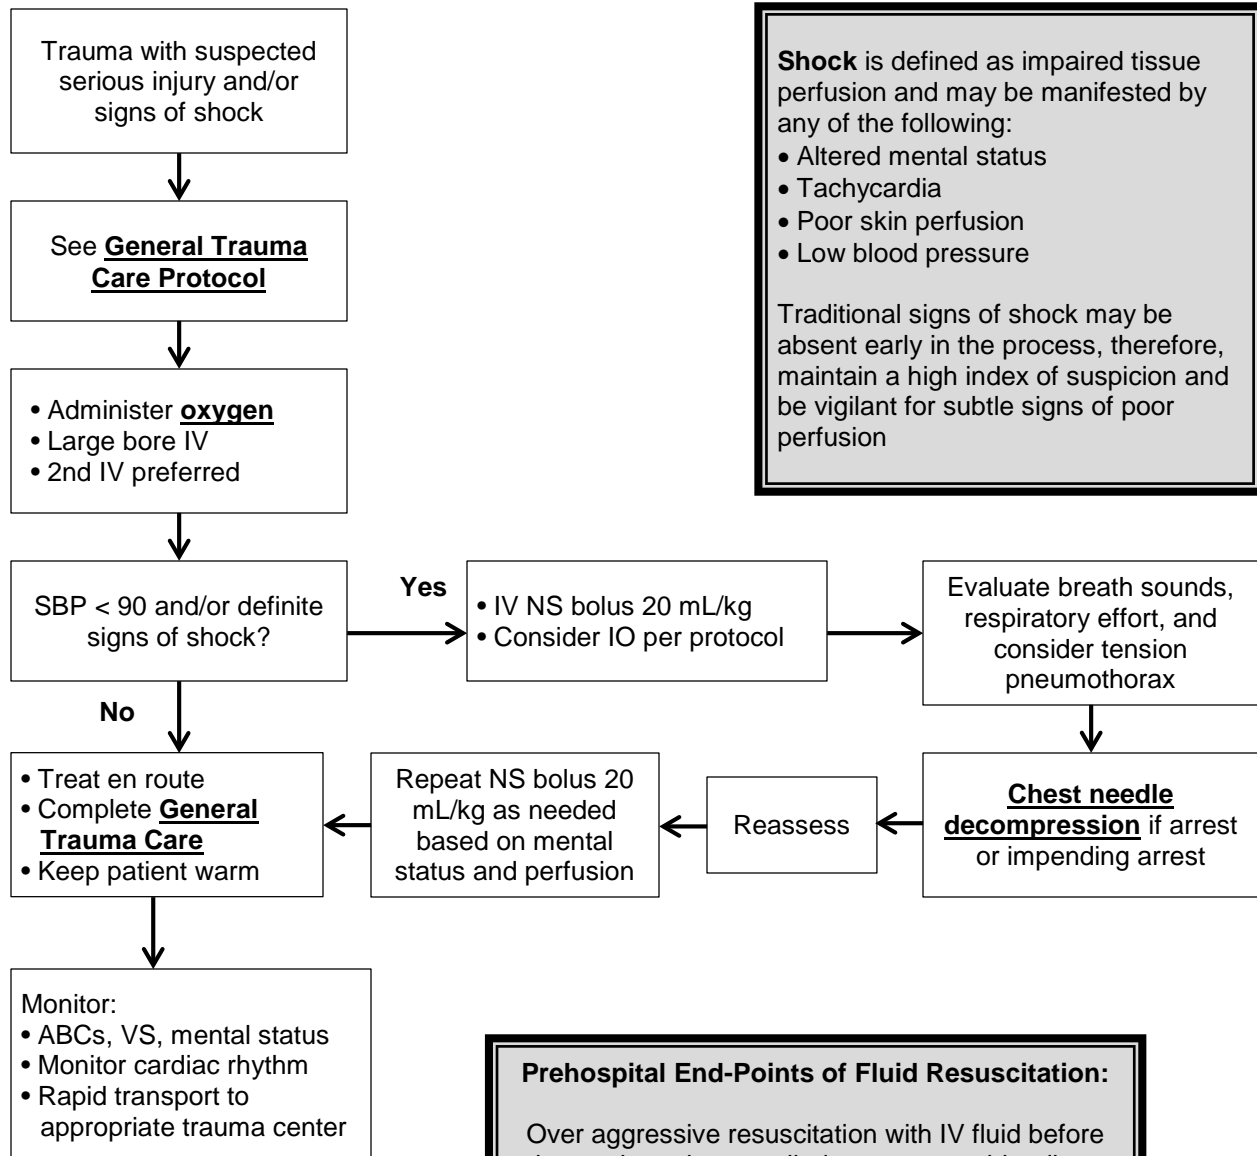 Trauma with suspected
serious injury and/or
signs of shock
Shock is defined as impaired tissue
perfusion and may be manifested by
any of the following:
• Altered mental status
• Tachycardia
• Poor skin perfusion
• Low blood pressure
Traditional signs of shock may be
absent early in the process, therefore,
maintain a high index of suspicion and
be vigilant for subtle signs of poor
perfusion
See General Trauma
Care Protocol
• Administer oxygen
• Large bore IV
• 2nd IV preferred
SBP < 90 and/or definite
signs of shock?
Yes
• IV NS bolus 20 mL/kg
• Consider IO per protocol
Evaluate breath sounds,
respiratory effort, and
consider tension
pneumothorax
No
• Treat en route
• Complete General
Trauma Care
• Keep patient warm
Repeat NS bolus 20
mL/kg as needed
based on mental
status and perfusion
Reassess
Chest needle
decompression if arrest
or impending arrest
Monitor:
• ABCs, VS, mental status
• Monitor cardiac rhythm
• Rapid transport to
appropriate trauma center
Prehospital End-Points of Fluid Resuscitation:
Over aggressive resuscitation with IV fluid before